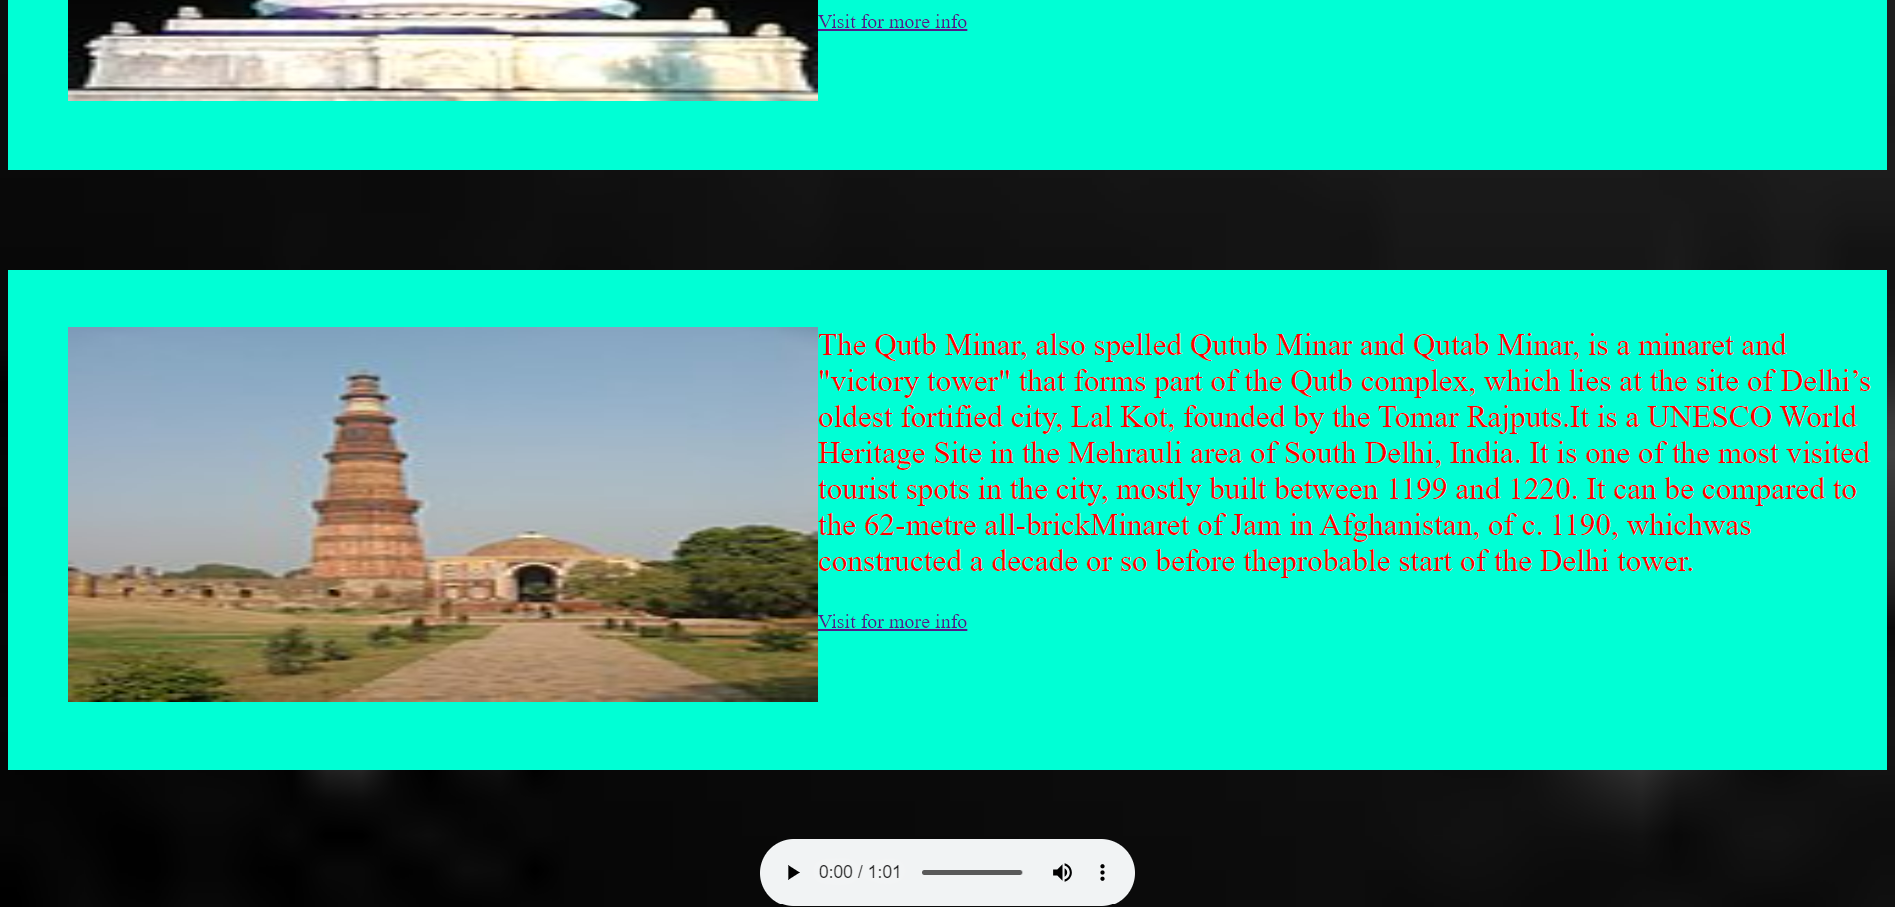 Visit for more info
The Qutb Minar, also spelled Qutub Minar and Qutab Minar, is a minaret and
"victory tower" that forms part of the Qutb complex, which lies at the site of Delhi’s
oldest fortified city, Lal Kot, founded by the Tomar Rajputs.It is a UNESCO World
Heritage Site in the Mehrauli area of South Delhi, India. It is one of the most visited
tourist spots in the city, mostly built between 1199 and 1220. It can be compared to
the 62-metre all-brickMinaret of Jam in Afghanistan, of c. 1190, whichwas
constructed a decade or so before theprobable start of the Delhi tower.
Visit for more info
0:00 / 1:01